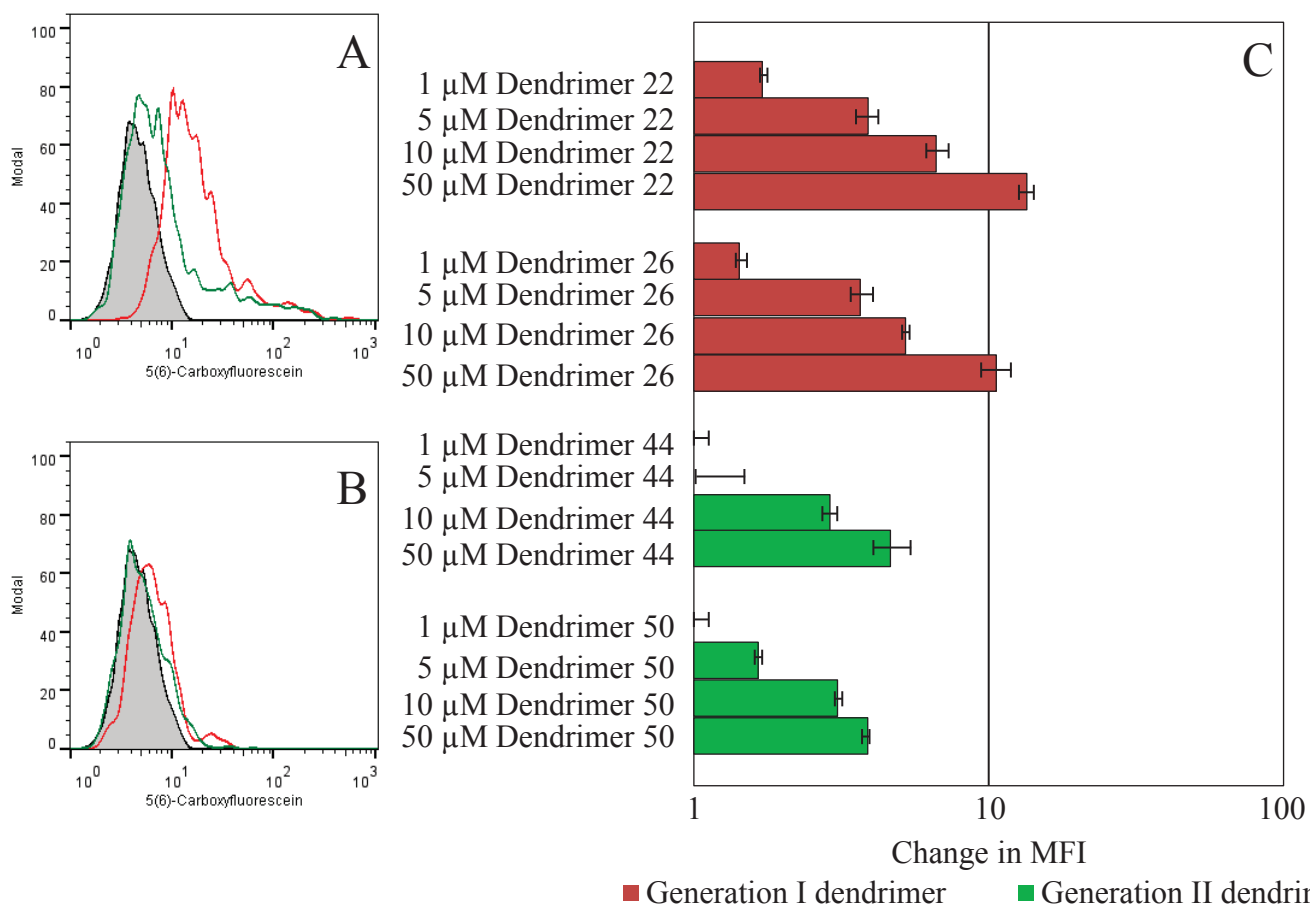 A
100
80
60
40
20
0
Modal
10^0 10^1 10^2 10^3
5(6)-Carboxyfluorescein
B
100
80
60
40
20
0
Modal
10^0 10^1 10^2 10^3
5(6)-Carboxyfluorescein
C
1 µM Dendrimer 22
5 µM Dendrimer 22
10 µM Dendrimer 22
50 µM Dendrimer 22
1 µM Dendrimer 26
5 µM Dendrimer 26
10 µM Dendrimer 26
50 µM Dendrimer 26
1 µM Dendrimer 44
5 µM Dendrimer 44
10 µM Dendrimer 44
50 µM Dendrimer 44
1 µM Dendrimer 50
5 µM Dendrimer 50
10 µM Dendrimer 50
50 µM Dendrimer 50
1 10 100
Change in MFI
Generation I dendrimer Generation II dendri